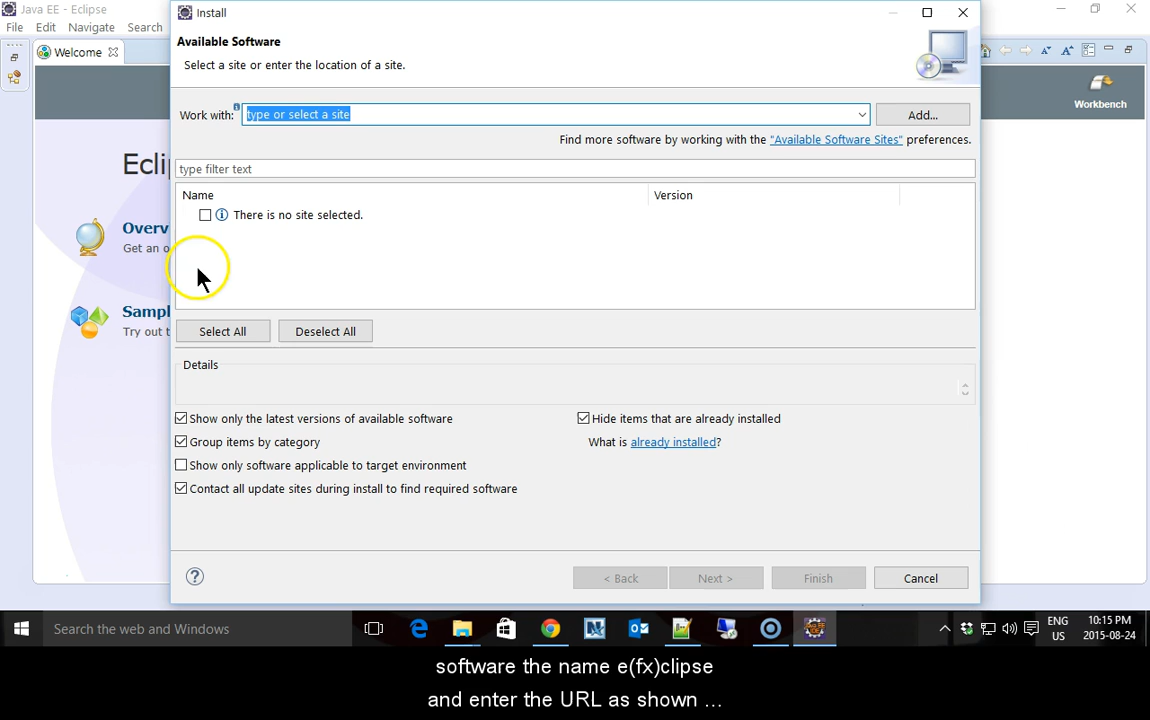 Java EE - Eclipse
File Edit Navigate Search
Welcome
Workbench
Ecli
Overv
Get an o
Sampl
Try out t
Install
Available Software
Select a site or enter the location of a site.
Work with: type or select a site Add...
Find more software by working with the "Available Software Sites" preferences.
type filter text
Name Version
There is no site selected.
Select All Deselect All
Details
Show only the latest versions of available software Hide items that are already installed
Group items by category What is already installed?
Show only software applicable to target environment
Contact all update sites during install to find required software
? < Back Next > Finish Cancel
Search the web and Windows
ENG 10:15 PM
US 2015-08-24
software the name e(fx)clipse
and enter the URL as shown ...